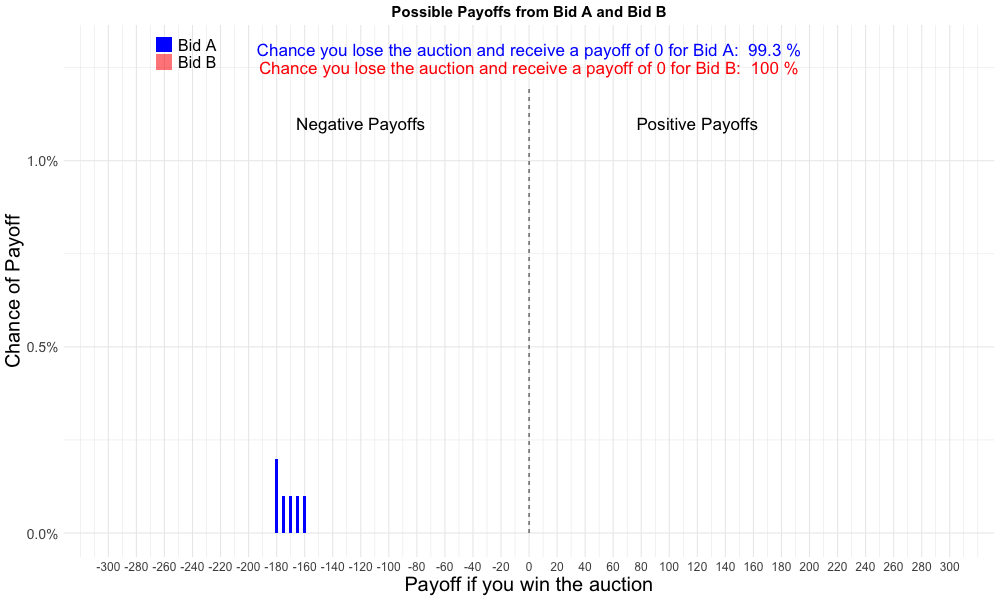 Possible Payoffs from Bid A and Bid B
Bid A
Bid B
Chance you lose the auction and receive a payoff of 0 for Bid A: 99.3 %
Chance you lose the auction and receive a payoff of 0 for Bid B: 100 %
Negative Payoffs
Positive Payoffs
Chance of Payoff
1.0%
0.5%
0.0%
-300 -280 -260 -240 -220 -200 -180 -160 -140 -120 -100 -80 -60 -40 -20 0 20 40 60 80 100 120 140 160 180 200 220 240 260 280 300
Payoff if you win the auction